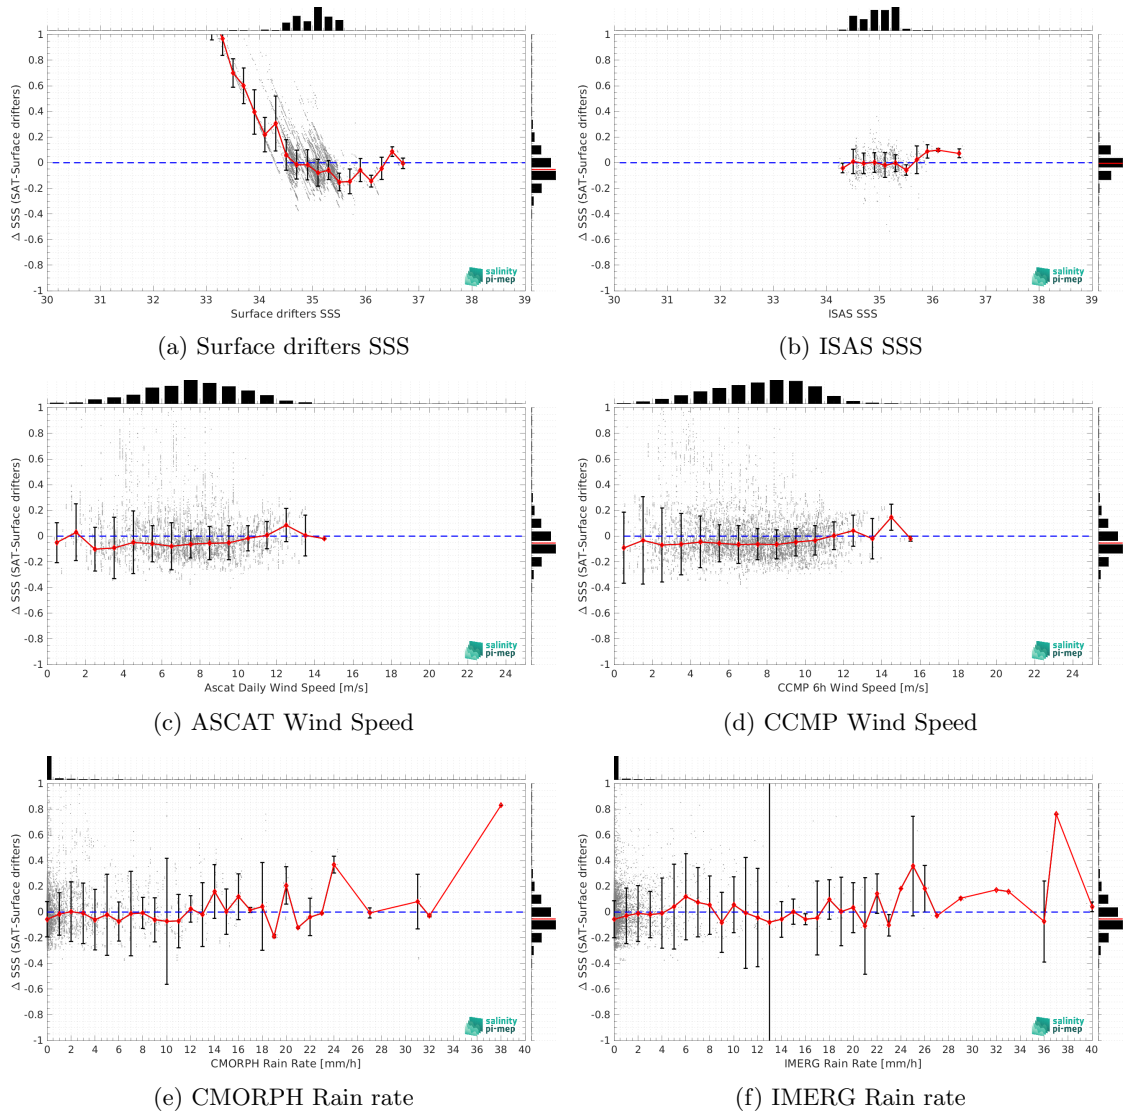 1
0.8
0.6
0.4
0.2
0
-0.2
-0.4
-0.6
-0.8
-1
Δ SSS (SAT-Surface drifters)
salinity
pi-mep
30 31 32 33 34 35 36 37 38 39
Surface drifters SSS
(a) Surface drifters SSS
1
0.8
0.6
0.4
0.2
0
-0.2
-0.4
-0.6
-0.8
-1
Δ SSS (SAT-Surface drifters)
salinity
pi-mep
30 31 32 33 34 35 36 37 38 39
ISAS SSS
(b) ISAS SSS
1
0.8
0.6
0.4
0.2
0
-0.2
-0.4
-0.6
-0.8
-1
Δ SSS (SAT-Surface drifters)
salinity
pi-mep
0 2 4 6 8 10 12 14 16 18 20 22 24
Ascat Daily Wind Speed [m/s]
(c) ASCAT Wind Speed
1
0.8
0.6
0.4
0.2
0
-0.2
-0.4
-0.6
-0.8
-1
Δ SSS (SAT-Surface drifters)
salinity
pi-mep
0 2 4 6 8 10 12 14 16 18 20 22 24
CCMP 6h Wind Speed [m/s]
(d) CCMP Wind Speed
1
0.8
0.6
0.4
0.2
0
-0.2
-0.4
-0.6
-0.8
-1
Δ SSS (SAT-Surface drifters)
salinity
pi-mep
0 2 4 6 8 10 12 14 16 18 20 22 24 26 28 30 32 34 36 38 40
CMORPH Rain Rate [mm/h]
(e) CMORPH Rain rate
1
0.8
0.6
0.4
0.2
0
-0.2
-0.4
-0.6
-0.8
-1
Δ SSS (SAT-Surface drifters)
salinity
pi-mep
0 2 4 6 8 10 12 14 16 18 20 22 24 26 28 30 32 34 36 38 40
IMERG Rain Rate [mm/h]
(f) IMERG Rain rate